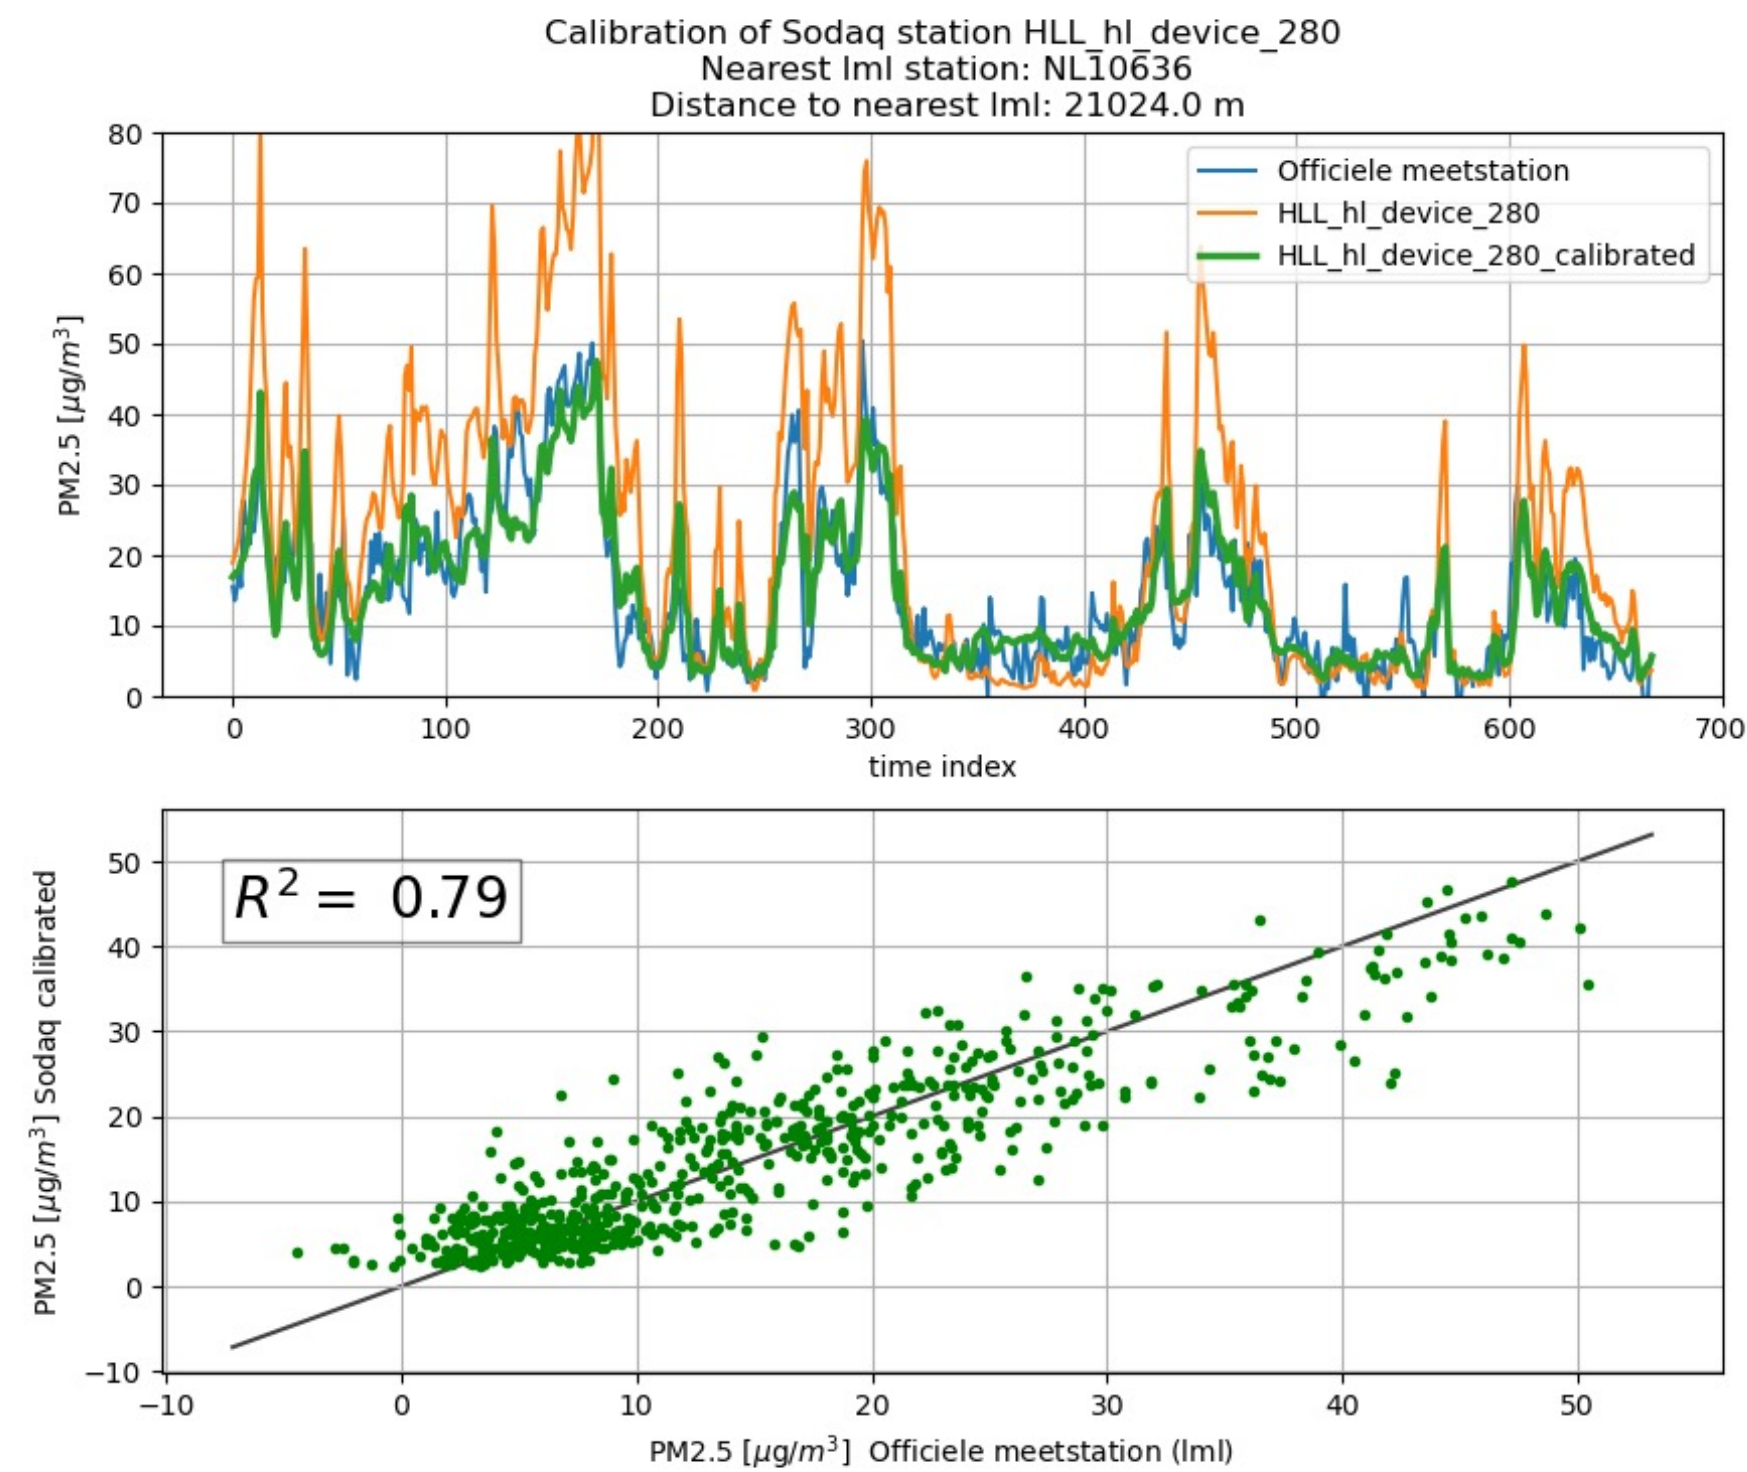 Calibration of Sodaq station HLL_hl_device_280
Nearest lml station: NL10636
Distance to nearest lml: 21024.0 m
80
70
60
50
40
30
20
10
0
PM2.5 [μg/m³]
Officiele meetstation
HLL_hl_device_280
HLL_hl_device_280_calibrated
0 100 200 300 400 500 600 700
time index
50
40
30
20
10
0
−10
PM2.5 [μg/m³] Sodaq calibrated
R² = 0.79
−10 0 10 20 30 40 50
PM2.5 [μg/m³] Officiele meetstation (lml)